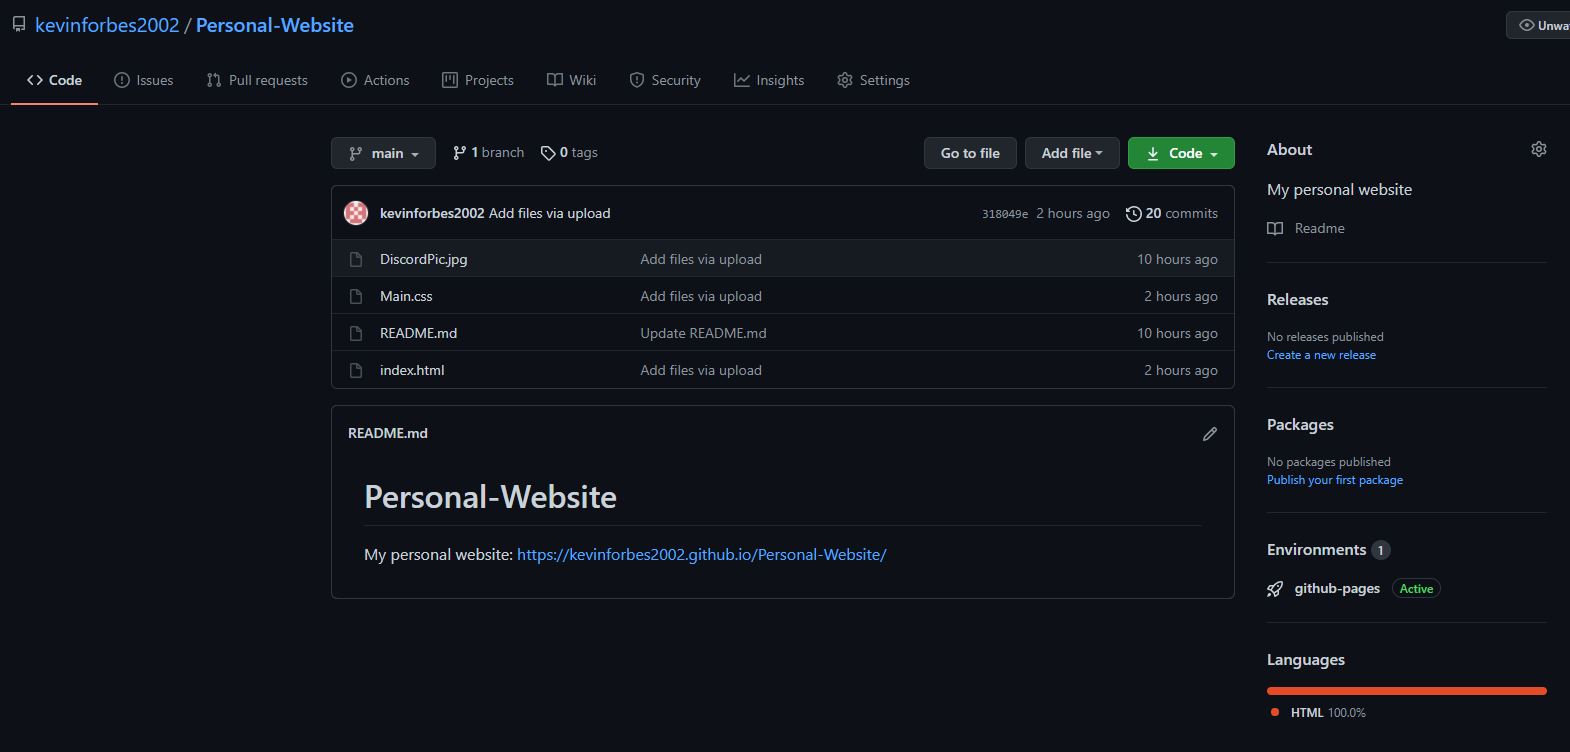 kevinforbes2002 / Personal-Website
Unwa
Code Issues Pull requests Actions Projects Wiki Security Insights Settings
main 1 branch 0 tags Go to file Add file Code
kevinforbes2002 Add files via upload 318049e 2 hours ago 20 commits
DiscordPic.jpg Add files via upload 10 hours ago
Main.css Add files via upload 2 hours ago
README.md Update README.md 10 hours ago
index.html Add files via upload 2 hours ago
README.md
Personal-Website
My personal website: https://kevinforbes2002.github.io/Personal-Website/
About
My personal website
Readme
Releases
No releases published
Create a new release
Packages
No packages published
Publish your first package
Environments 1
github-pages Active
Languages
HTML 100.0%